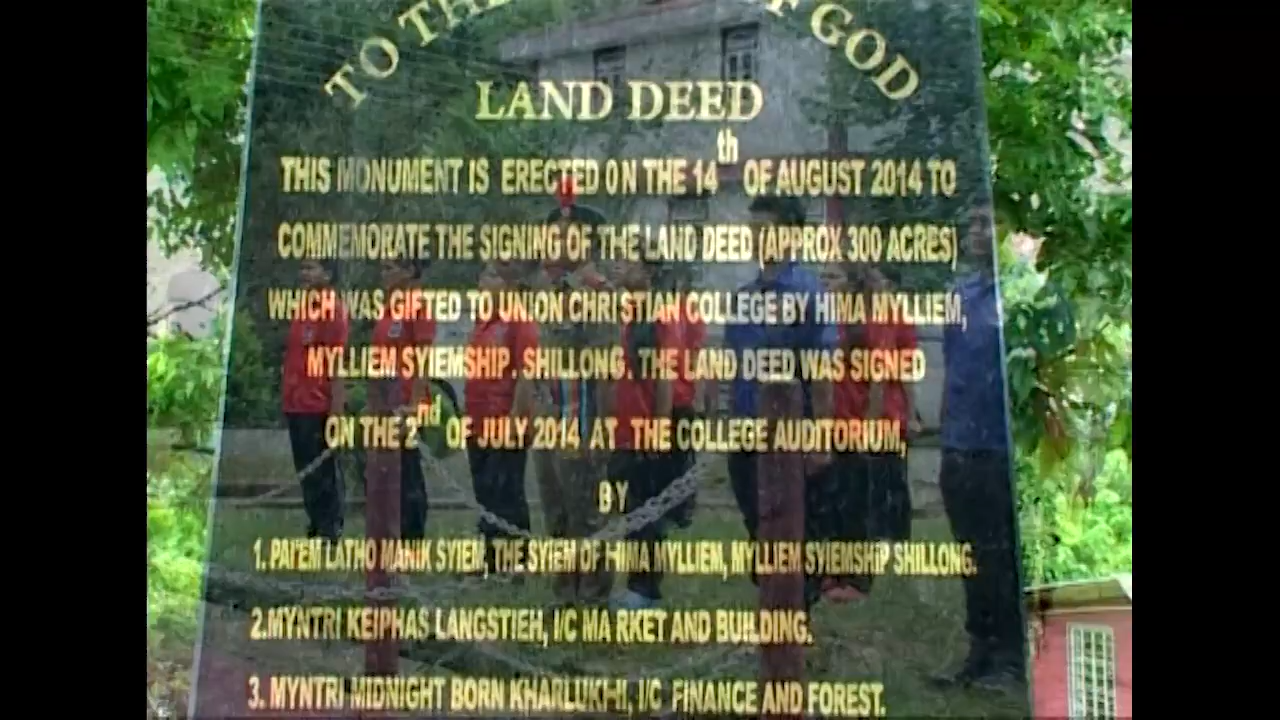 TO THE OF GOD
LAND DEED
THIS MONUMENT IS ERECTED ON THE 14th OF AUGUST 2014 TO
COMMEMORATE THE SIGNING OF THE LAND DEED (APPROX 300 ACRES)
WHICH WAS GIFTED TO UNION CHRISTIAN COLLEGE BY HIMA MYLLIEM,
MYLLIEM SYIEMSHIP. SHILLONG. THE LAND DEED WAS SIGNED
ON THE 2nd OF JULY 2014 AT THE COLLEGE AUDITORIUM,
BY
1. PA'EM LATHO MANIK SYIEM, THE SYIEM OF HIMA MYLLIEM, MYLLIEM SYIEMSHIP SHILLONG.
2.MYNTRI KEIPHAS LANGSTIEH, I/C MARKET AND BUILDING.
3. MYNTRI MIDNIGHT BORN KHARLUKHI, I/C FINANCE AND FOREST.